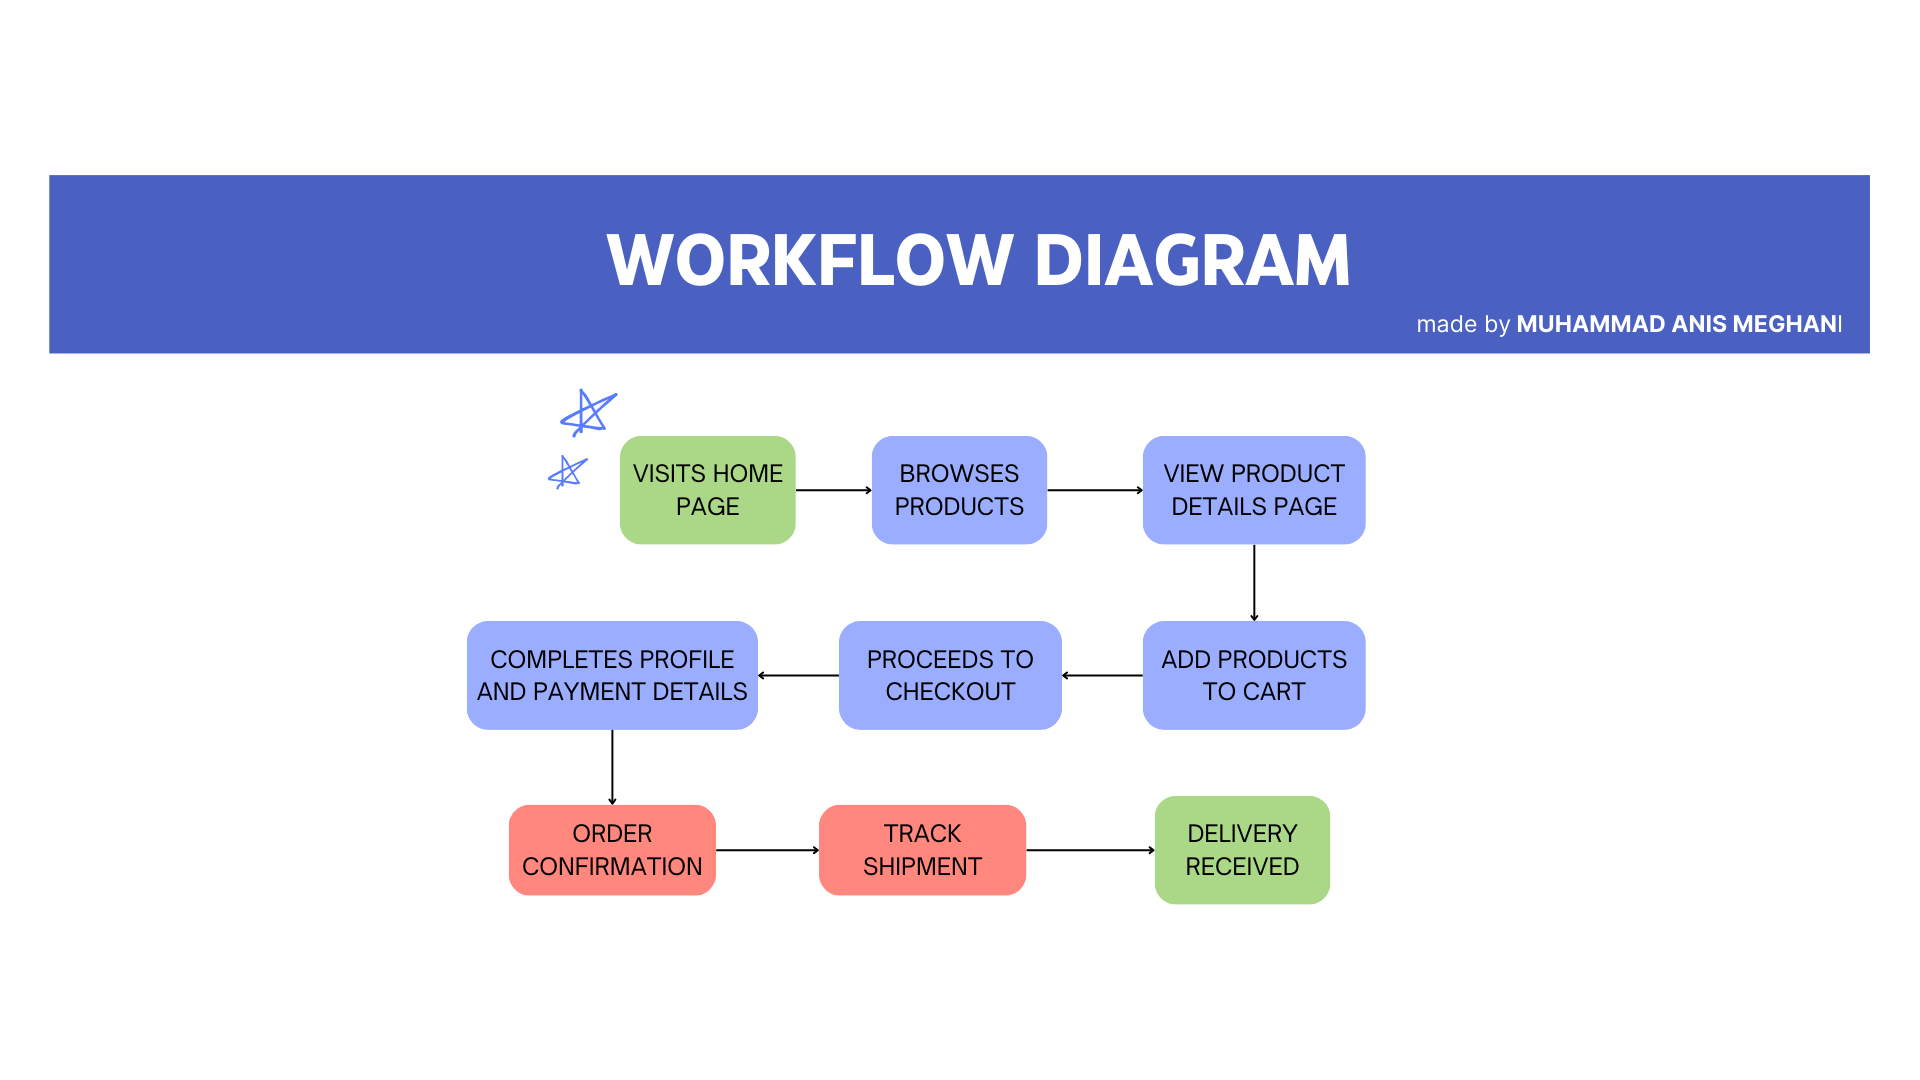 WORKFLOW DIAGRAM
made by MUHAMMAD ANIS MEGHANI
VISITS HOME
PAGE
BROWSES
PRODUCTS
VIEW PRODUCT
DETAILS PAGE
COMPLETES PROFILE
AND PAYMENT DETAILS
PROCEEDS TO
CHECKOUT
ADD PRODUCTS
TO CART
ORDER
CONFIRMATION
TRACK
SHIPMENT
DELIVERY
RECEIVED